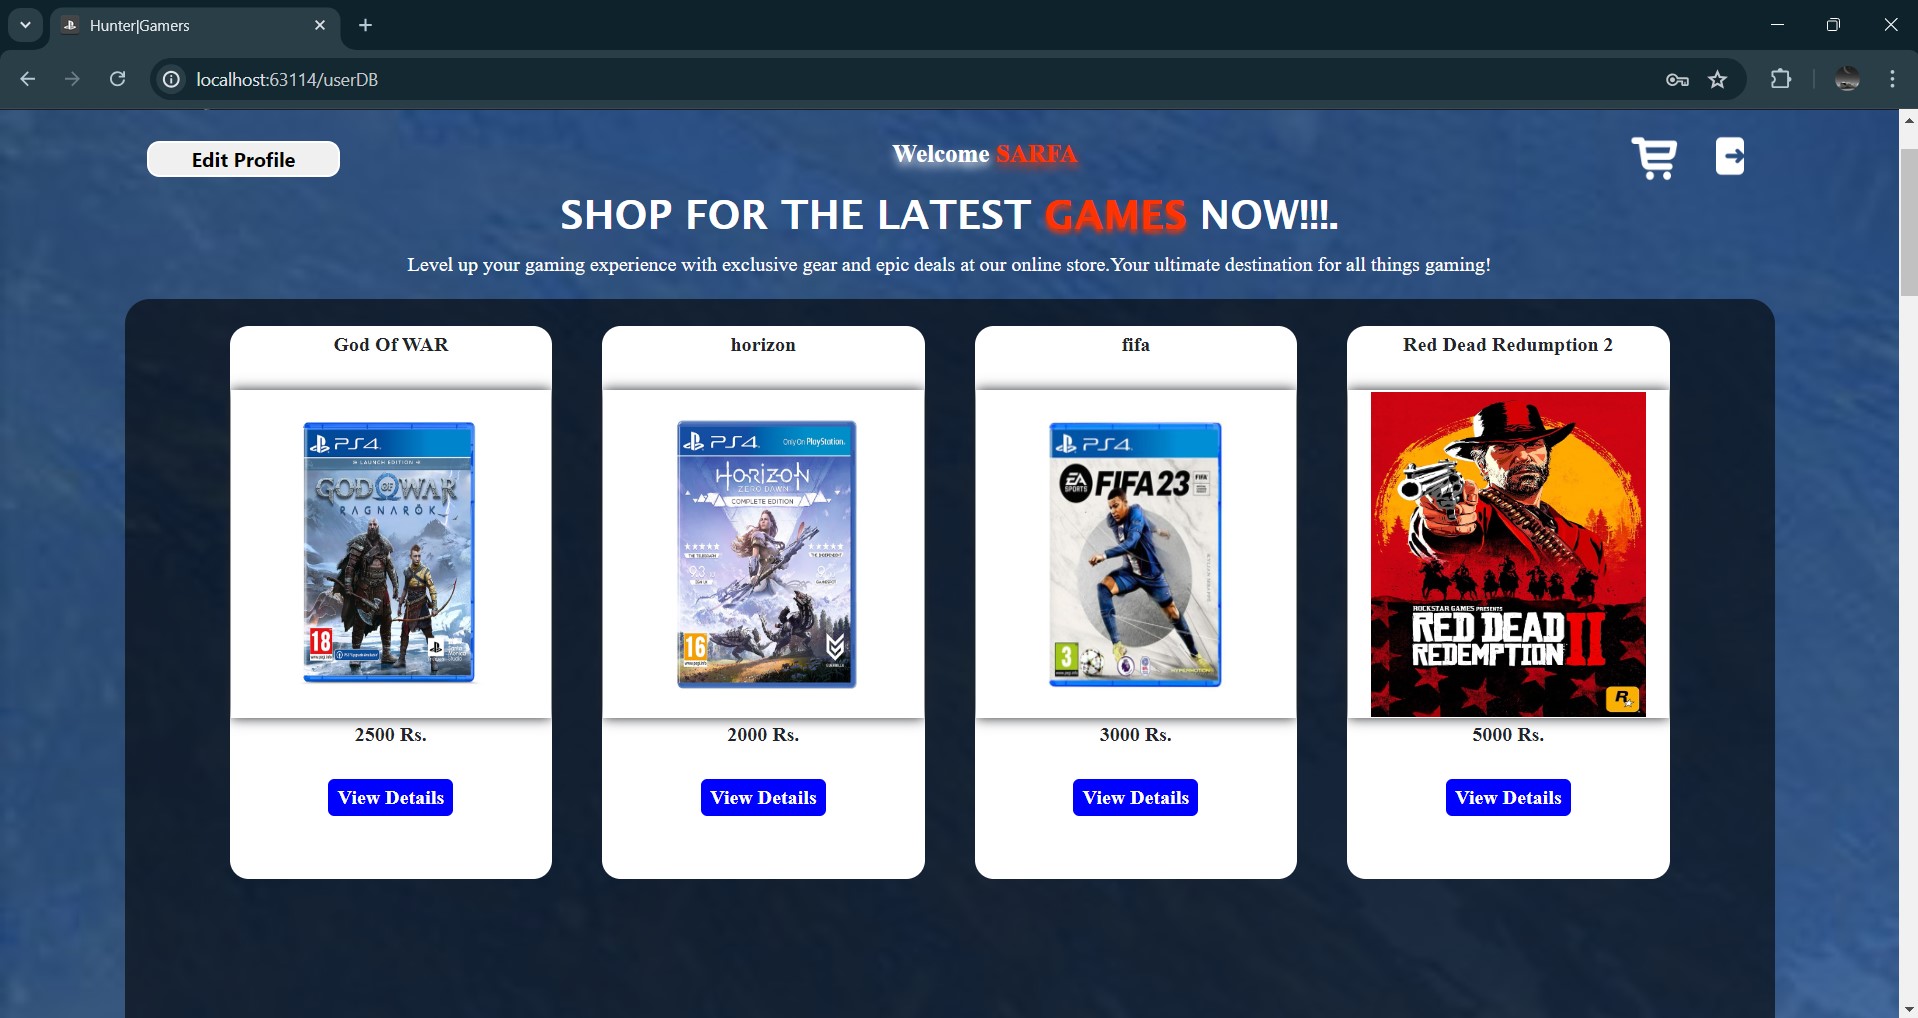 Hunter|Gamers
localhost:63114/userDB
Edit Profile
Welcome SARFA
SHOP FOR THE LATEST GAMES NOW!!!.
Level up your gaming experience with exclusive gear and epic deals at our online store.Your ultimate destination for all things gaming!
God Of WAR
PS4
LAUNCH EDITION
GOD OF WAR
RAGNARÖK
18
2500 Rs.
View Details
horizon
PS4
Only On PlayStation.
HORIZON
ZERO DAWN
COMPLETE EDITION
16
2000 Rs.
View Details
fifa
PS4
EA SPORTS FIFA 23
FIFA
3
3000 Rs.
View Details
Red Dead Redumption 2
ROCKSTAR GAMES PRESENTS
RED DEAD
REDEMPTION II
R
5000 Rs.
View Details